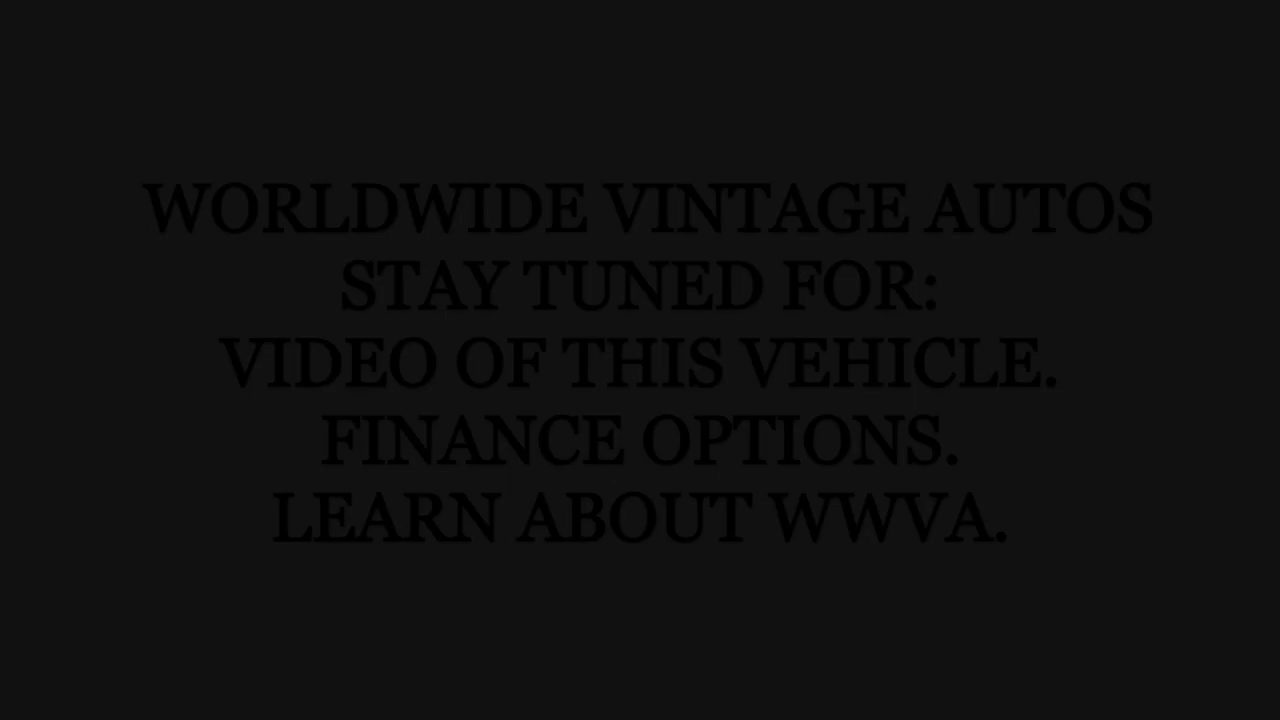 WORLDWIDE VINTAGE AUTOS
STAY TUNED FOR:
VIDEO OF THIS VEHICLE.
FINANCE OPTIONS.
LEARN ABOUT WWVA.